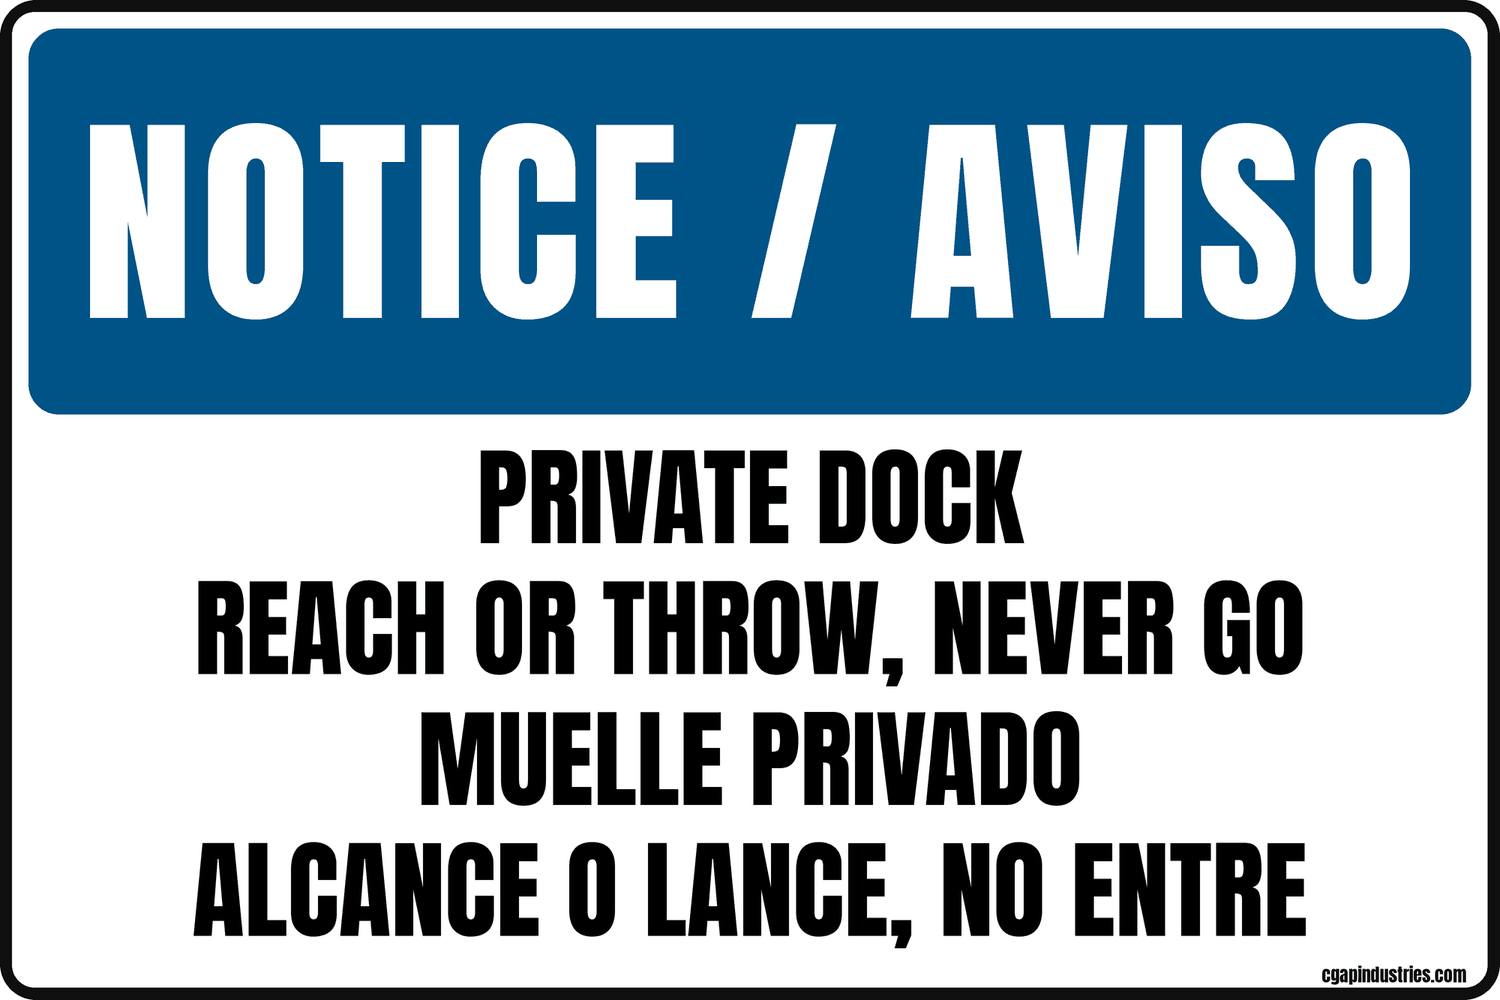 NOTICE / AVISO
PRIVATE DOCK
REACH OR THROW, NEVER GO
MUELLE PRIVADO
ALCANCE O LANCE, NO ENTRE
cgapindustries.com